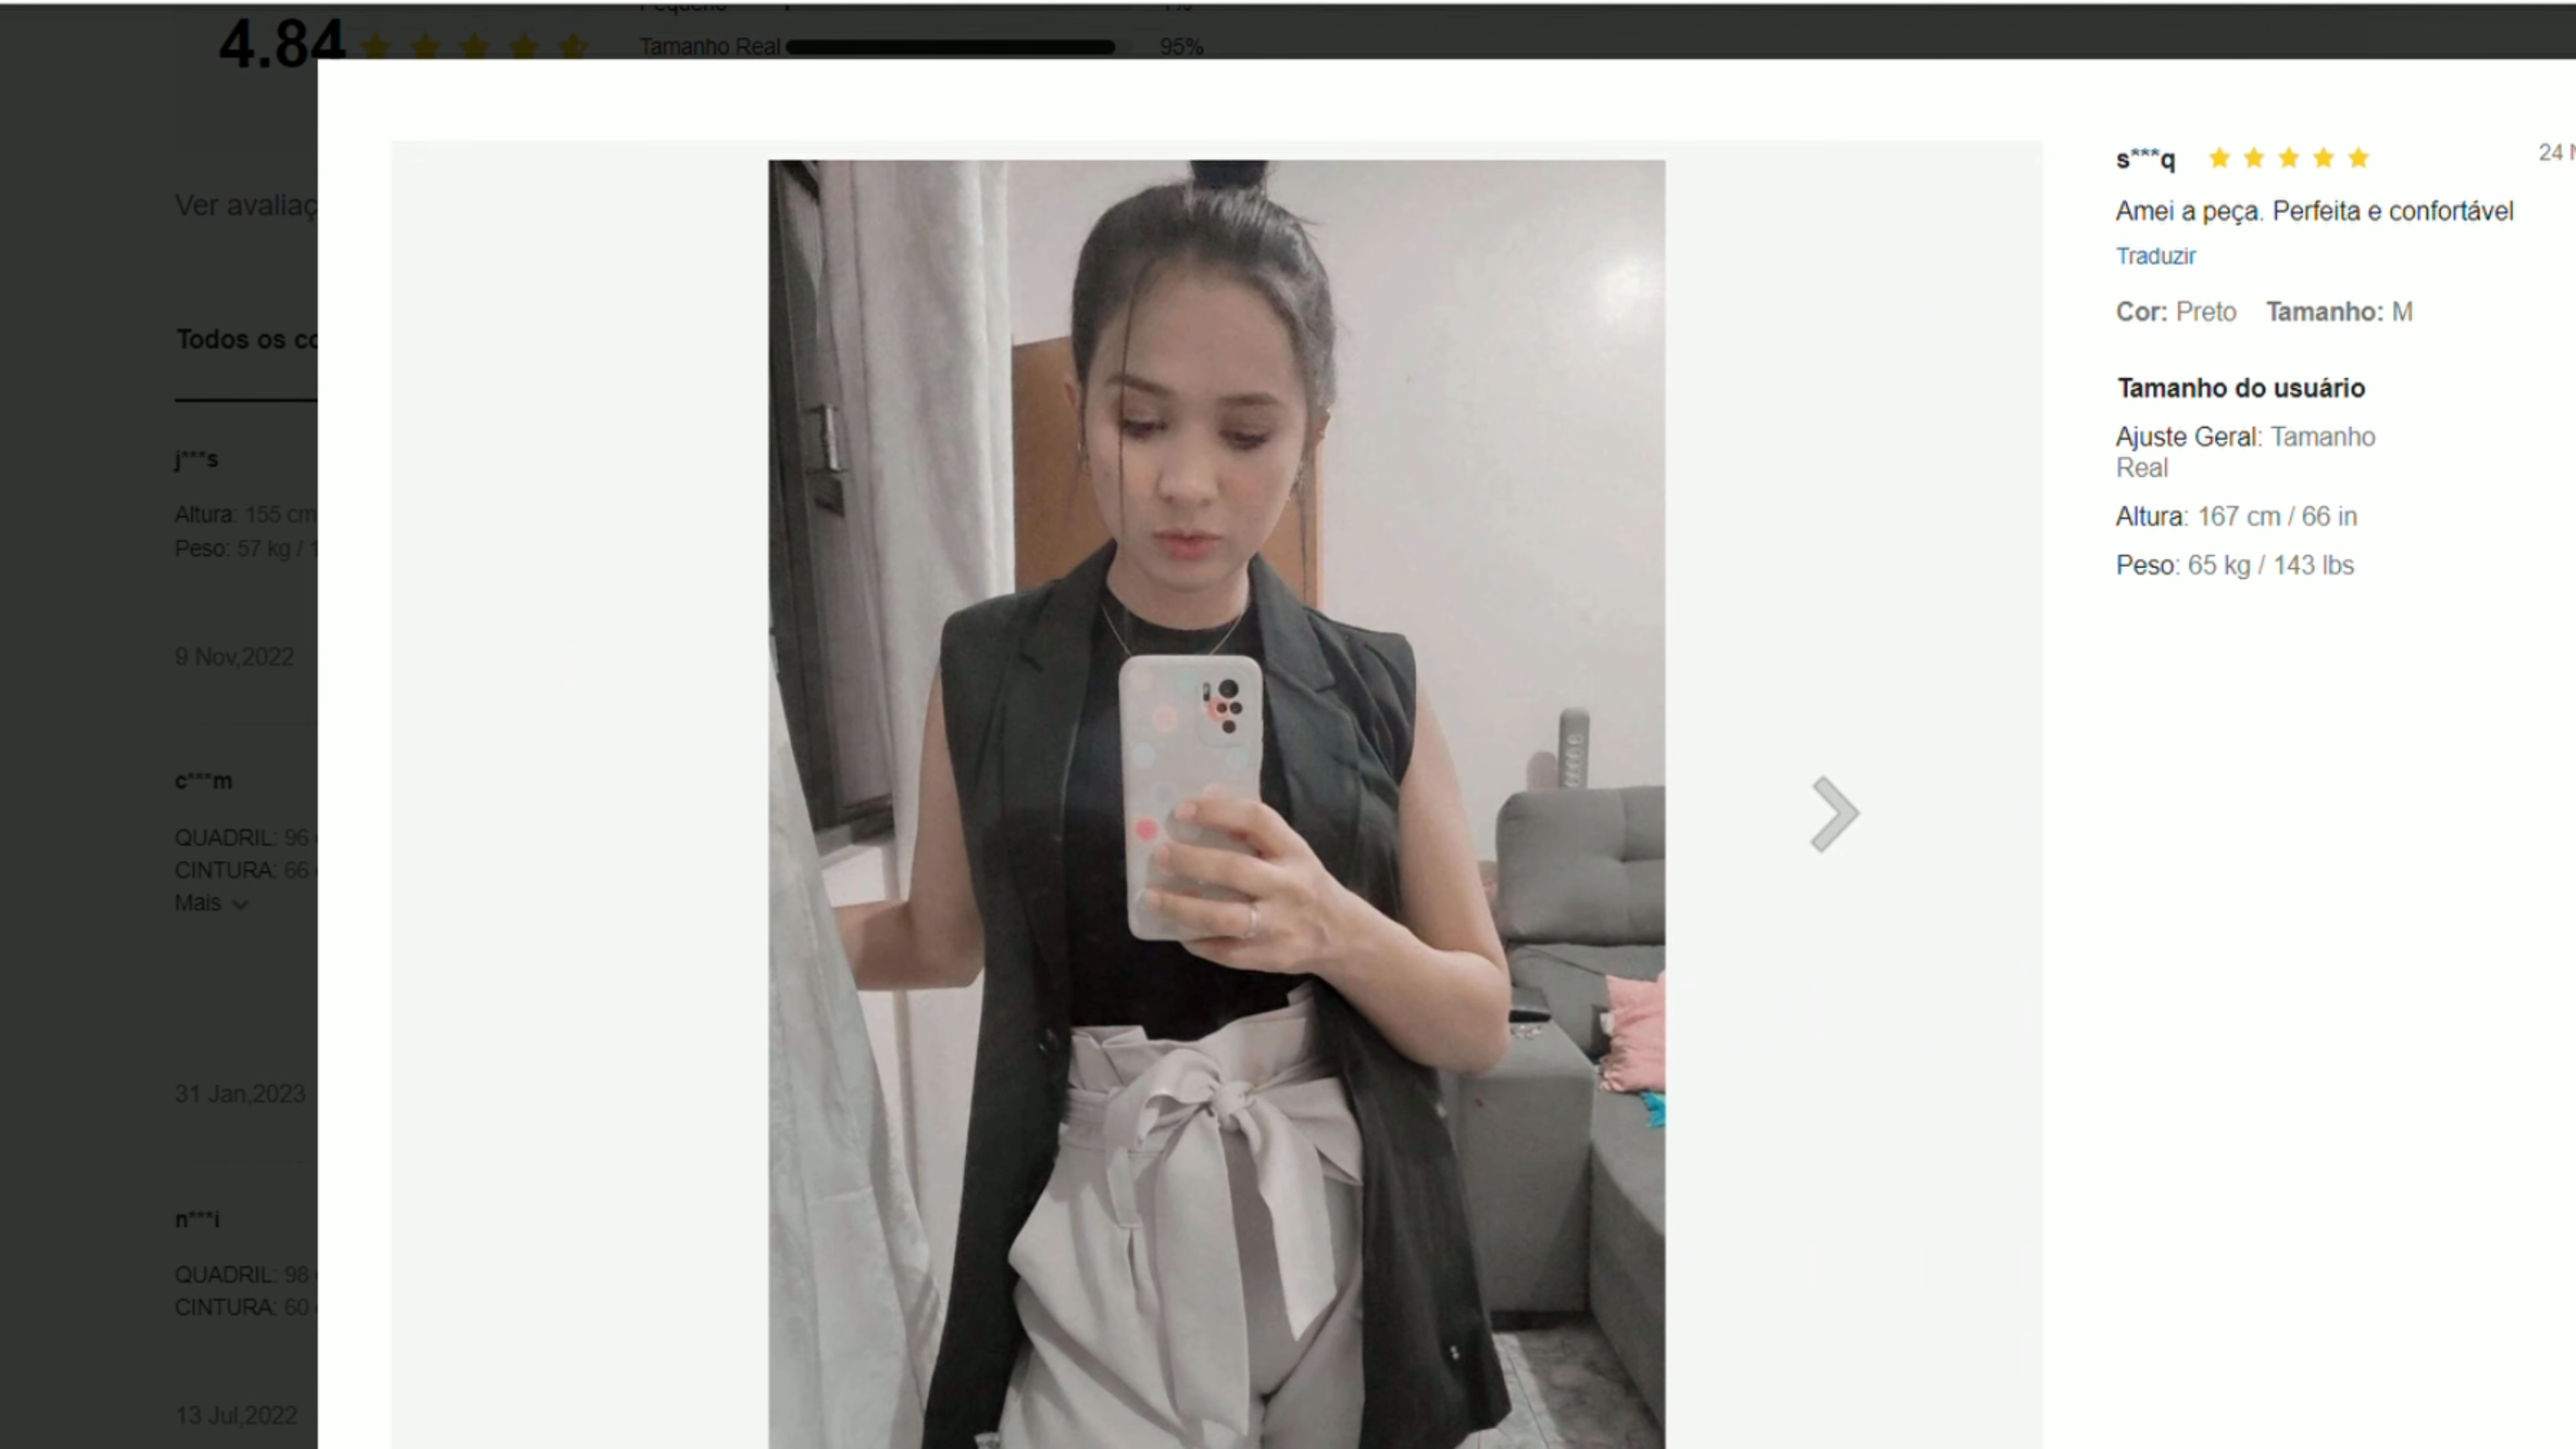 4.84
Tamanho Real 95%
Ver avaliaç
Todos os co
j***s
Altura: 155 cm
Peso: 57 kg / 1
9 Nov,2022
c***m
QUADRIL: 96
CINTURA: 66
Mais
31 Jan,2023
n***i
QUADRIL: 98
CINTURA: 60
13 Jul,2022
s***q
24
Amei a peça. Perfeita e confortável
Traduzir
Cor: Preto Tamanho: M
Tamanho do usuário
Ajuste Geral: Tamanho
Real
Altura: 167 cm / 66 in
Peso: 65 kg / 143 lbs